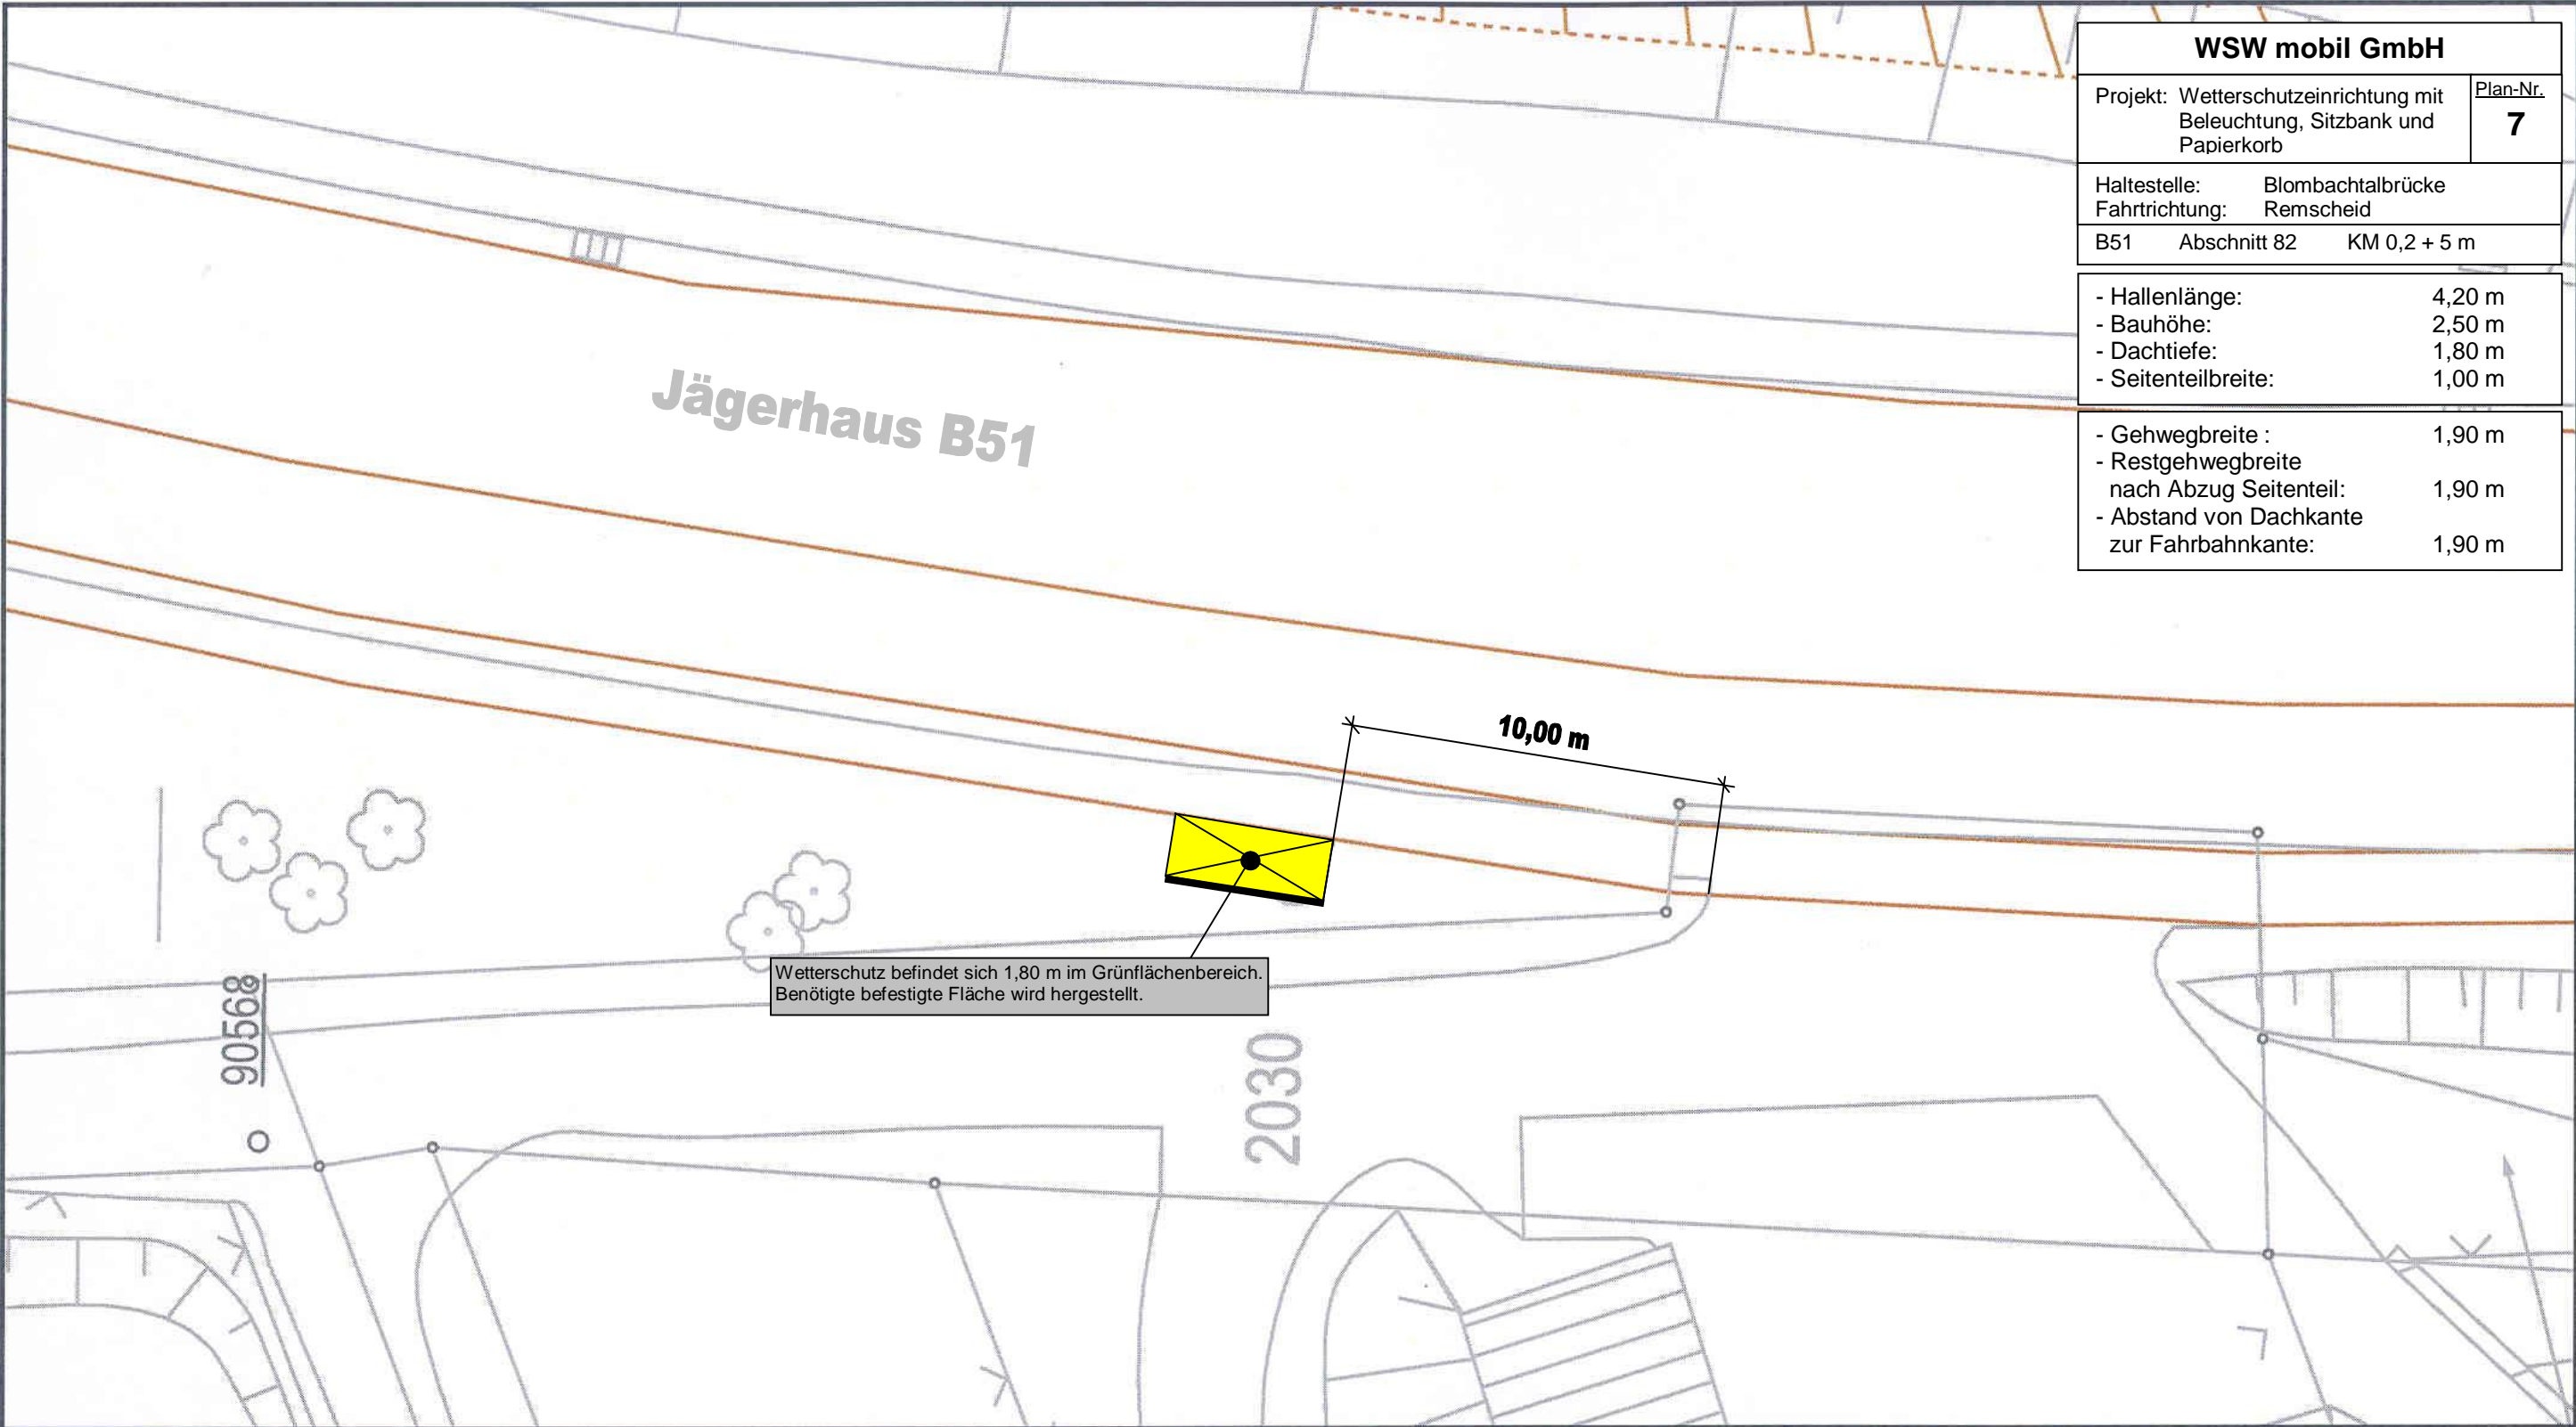 WSW mobil GmbH
Projekt: Wetterschutzeinrichtung mit
Beleuchtung, Sitzbank und
Papierkorb
Plan-Nr.
7
Haltestelle: Blombachtalbrücke
Fahrtrichtung: Remscheid
B51 Abschnitt 82 KM 0,2 + 5 m
- Hallenlänge: 4,20 m
- Bauhöhe: 2,50 m
- Dachtiefe: 1,80 m
- Seitenteilbreite: 1,00 m
- Gehwegbreite : 1,90 m
- Restgehwegbreite
nach Abzug Seitenteil: 1,90 m
- Abstand von Dachkante
zur Fahrbahnkante: 1,90 m
Jägerhaus B51
10,00 m
Wetterschutz befindet sich 1,80 m im Grünflächenbereich.
Benötigte befestigte Fläche wird hergestellt.
90568
2030